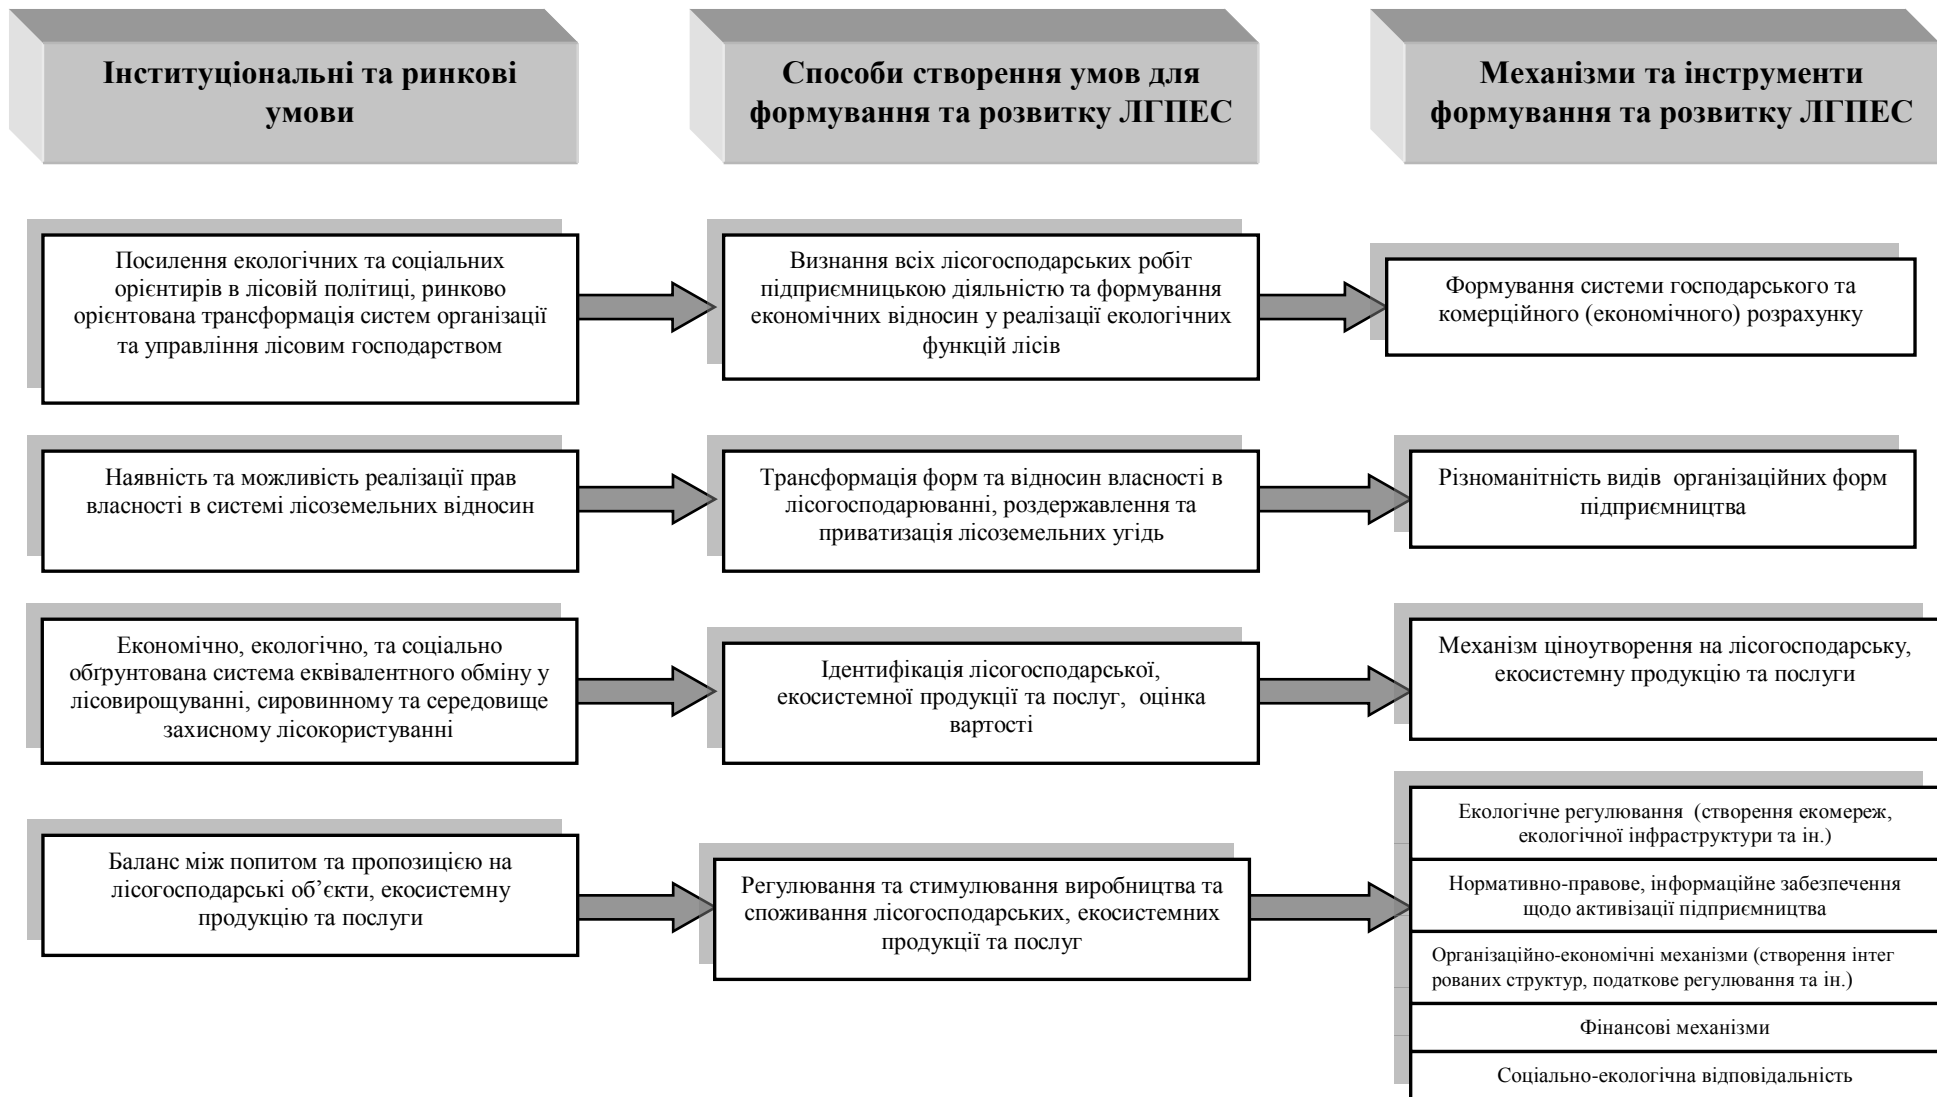 Інституціональні та ринкові
умови
Способи створення умов для
формування та розвитку ЛГПЕС
Механізми та інструменти
формування та розвитку ЛГПЕС
Посилення екологічних та соціальних
орієнтирів в лісовій політиці, ринково
орієнтована трансформація систем організації
та управління лісовим господарством
Визнання всіх лісогосподарських робіт
підприємницькою діяльністю та формування
економічних відносин у реалізації екологічних
функцій лісів
Формування системи господарського та
комерційного (економічного) розрахунку
Наявність та можливість реалізації прав
власності в системі лісоземельних відносин
Трансформація форм та відносин власності в
лісогосподарюванні, роздержавлення та
приватизація лісоземельних угідь
Різноманітність видів організаційних форм
підприємництва
Економічно, екологічно, та соціально
обґрунтована система еквівалентного обміну у
лісовирощуванні, сировинному та середовище
захисному лісокористуванні
Ідентифікація лісогосподарської,
екосистемної продукції та послуг, оцінка
вартості
Механізм ціноутворення на лісогосподарську,
екосистемну продукцію та послуги
Баланс між попитом та пропозицією на
лісогосподарські об’єкти, екосистемну
продукцію та послуги
Регулювання та стимулювання виробництва та
споживання лісогосподарських, екосистемних
продукції та послуг
Екологічне регулювання (створення екомереж,
екологічної інфраструктури та ін.)
Нормативно-правове, інформаційне забезпечення
щодо активізації підприємництва
Організаційно-економічні механізми (створення інтег
рованих структур, податкове регулювання та ін.)
Фінансові механізми
Соціально-екологічна відповідальність